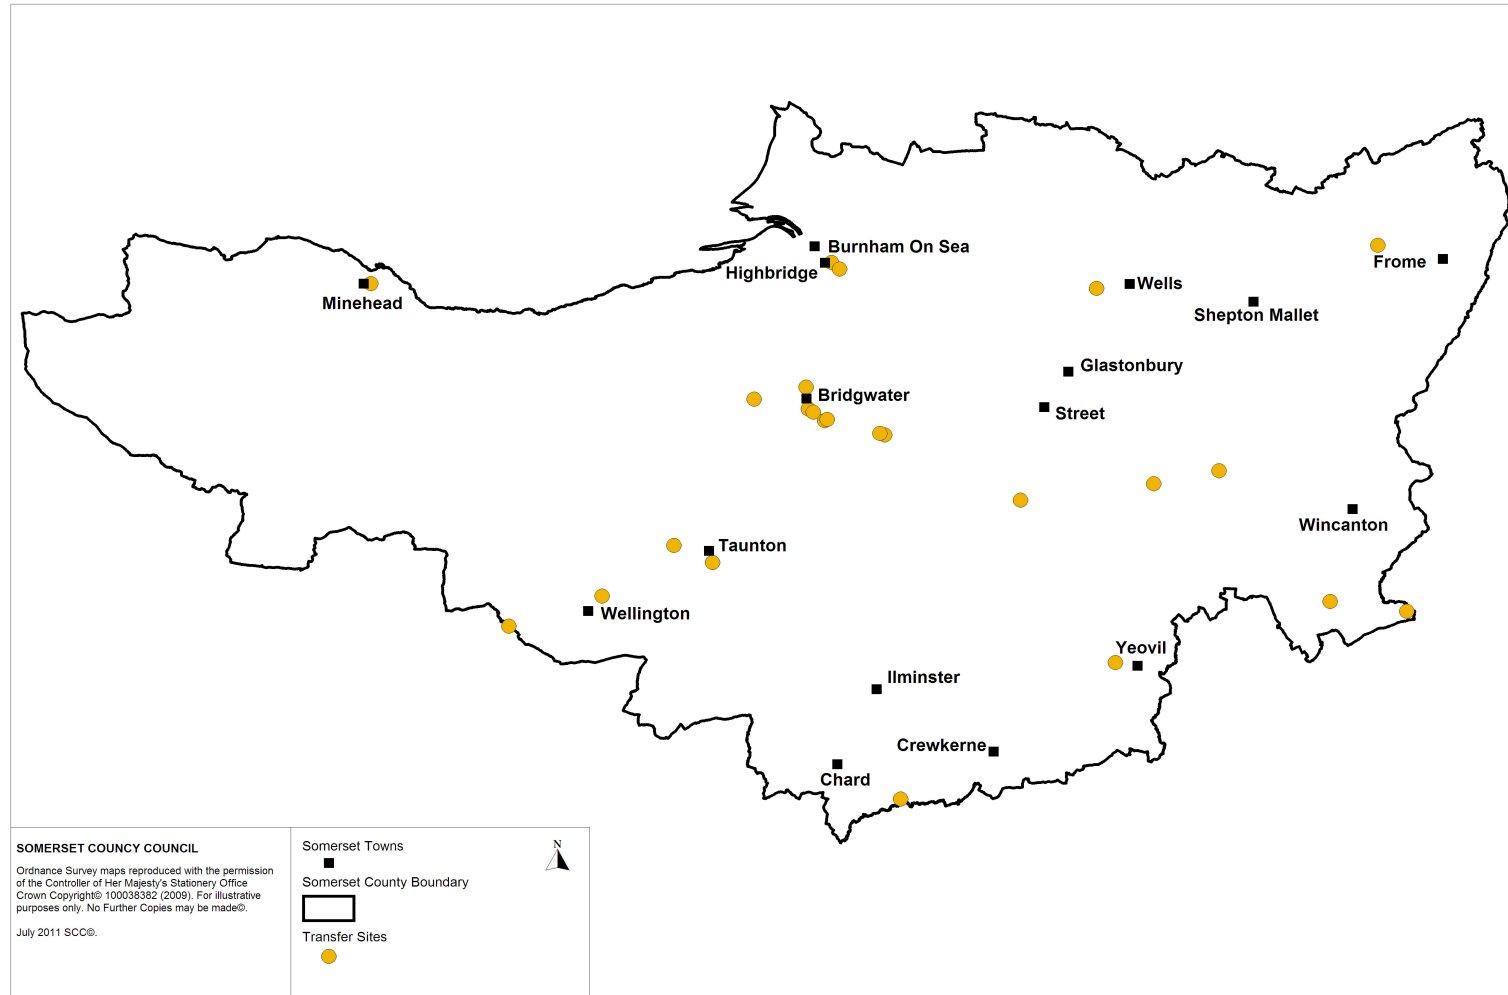 Burnham On Sea
Highbridge
Minehead
Frome
Wells
Shepton Mallet
Glastonbury
Bridgwater
Street
Wincanton
Taunton
Wellington
Yeovil
Ilminster
Crewkerne
Chard
SOMERSET COUNCY COUNCIL
Ordnance Survey maps reproduced with the permission
of the Controller of Her Majesty's Stationery Office
Crown Copyright© 100038382 (2009). For illustrative
purposes only. No Further Copies may be made©.
July 2011 SCC©.
Somerset Towns
Somerset County Boundary
Transfer Sites
N